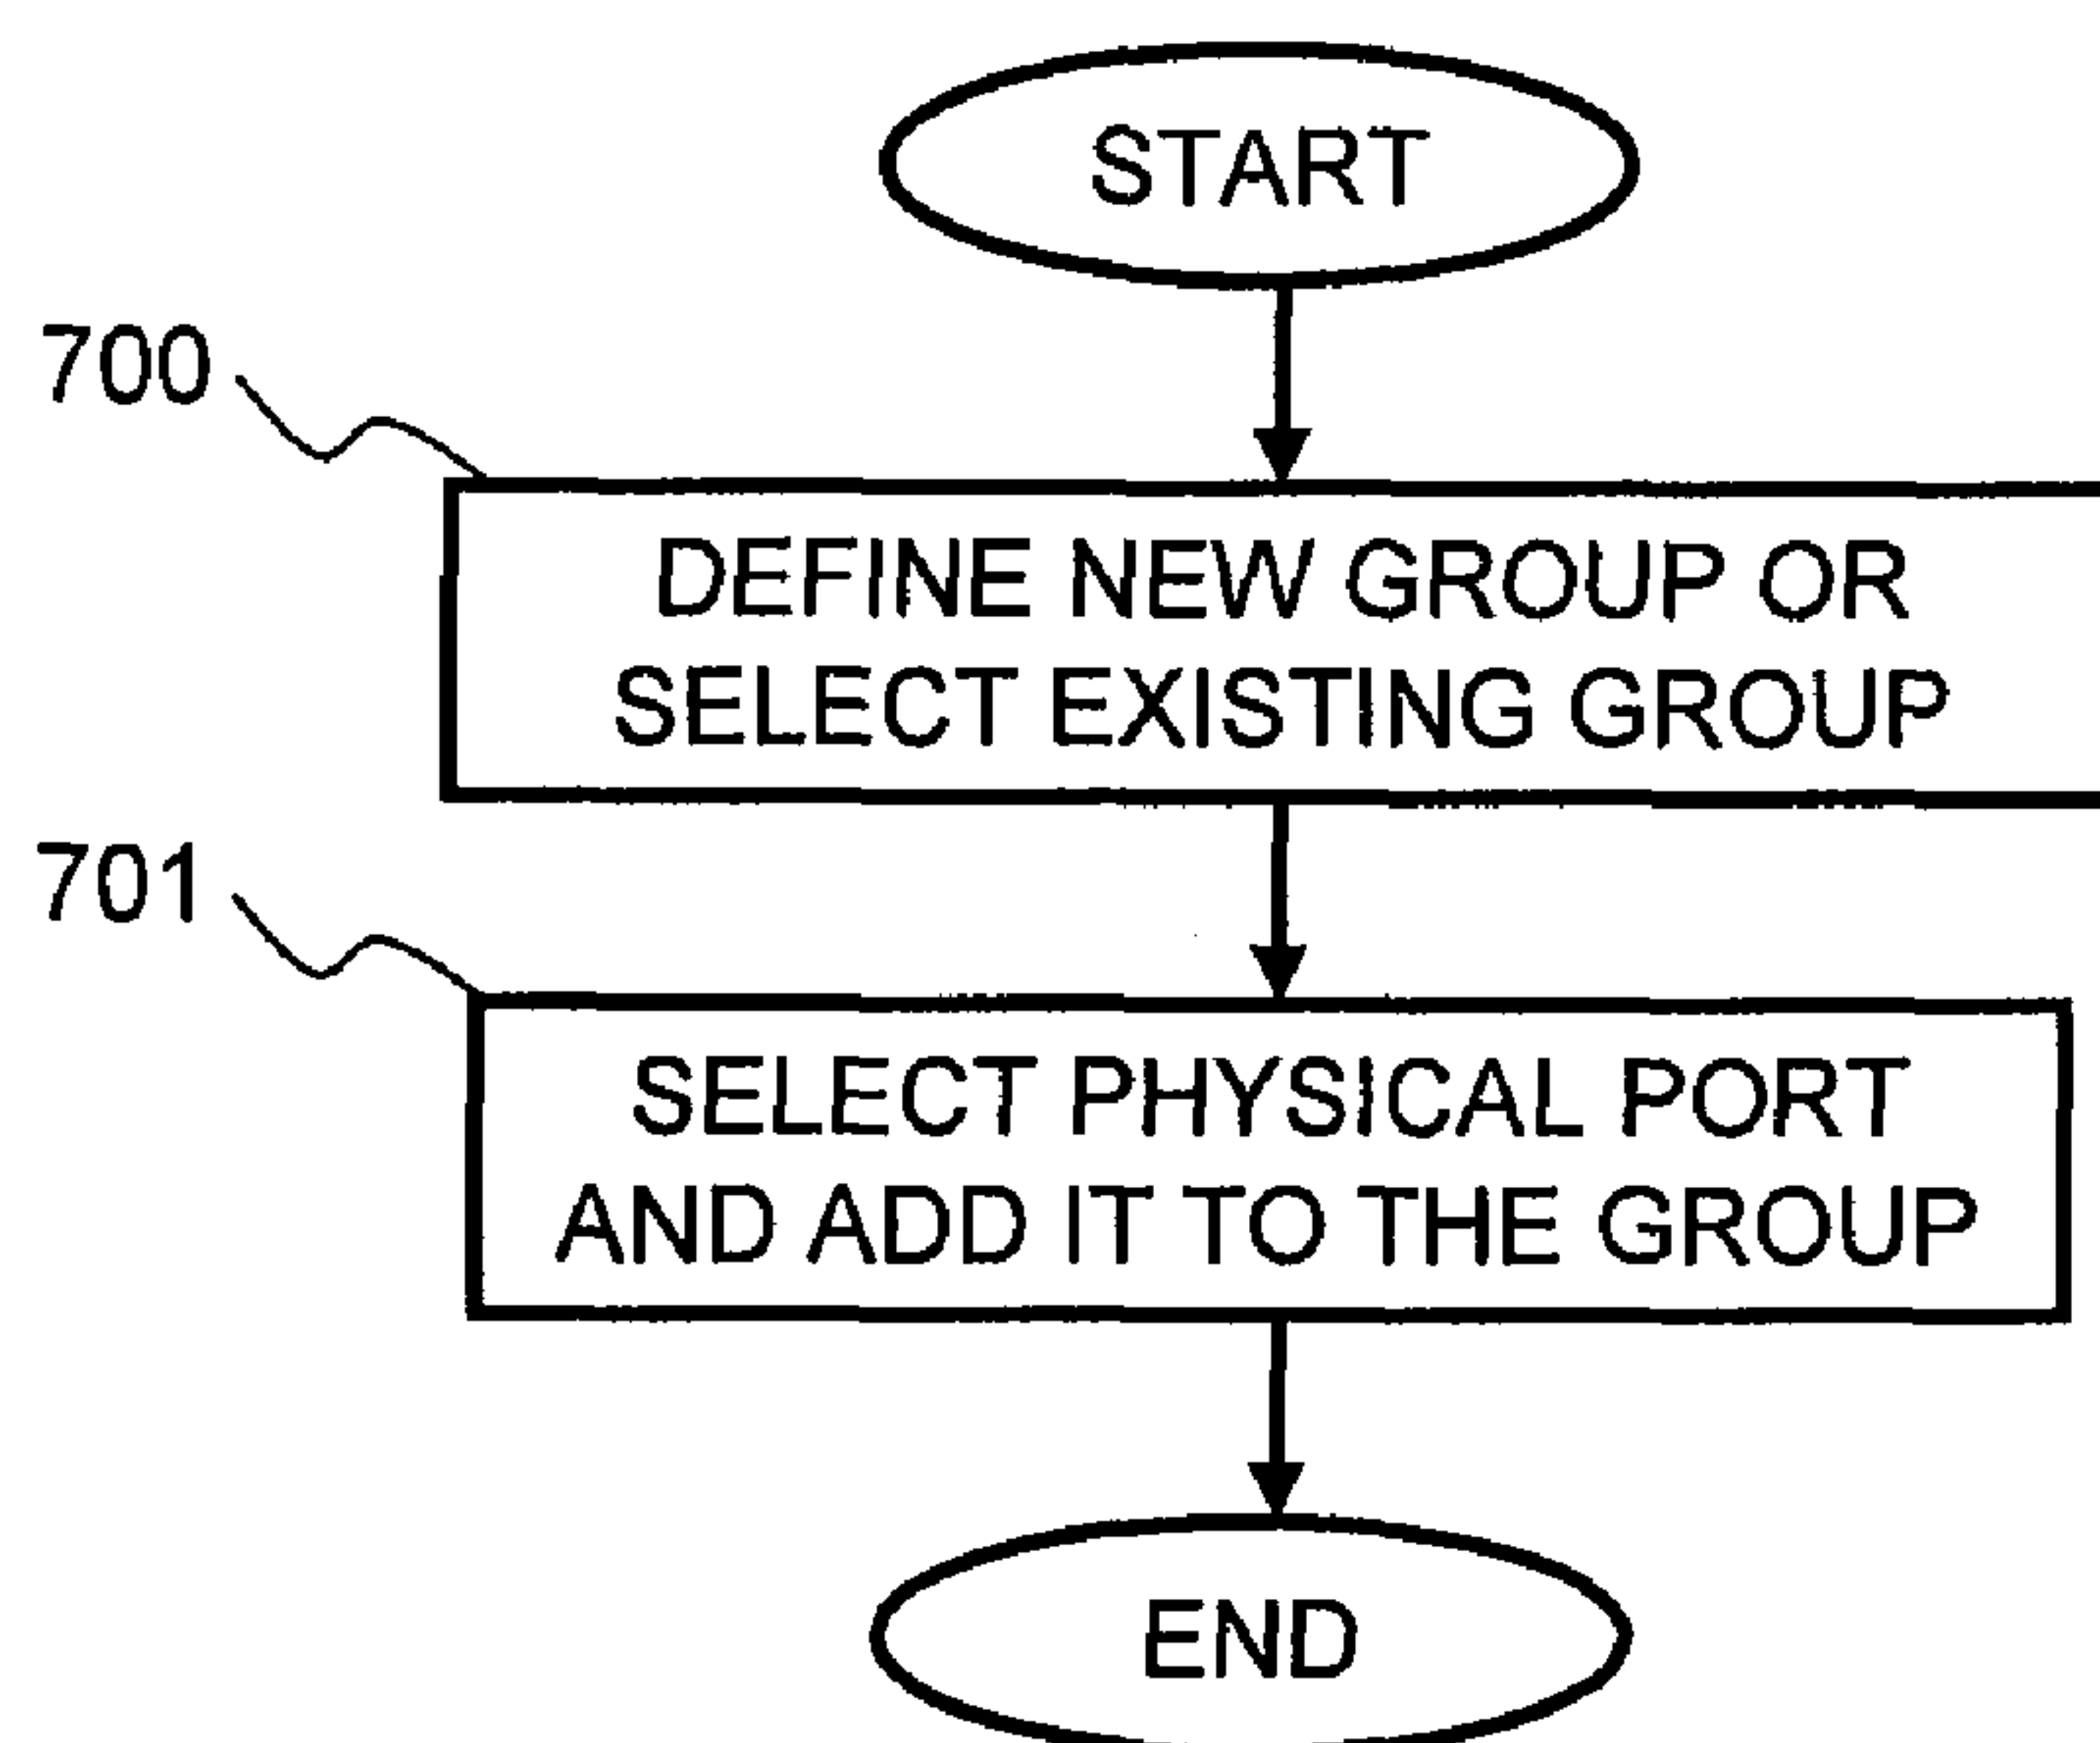 START
700
DEFINE NEW GROUP OR
SELECT EXISTING GROUP
701
SELECT PHYSICAL PORT
AND ADD IT TO THE GROUP
END